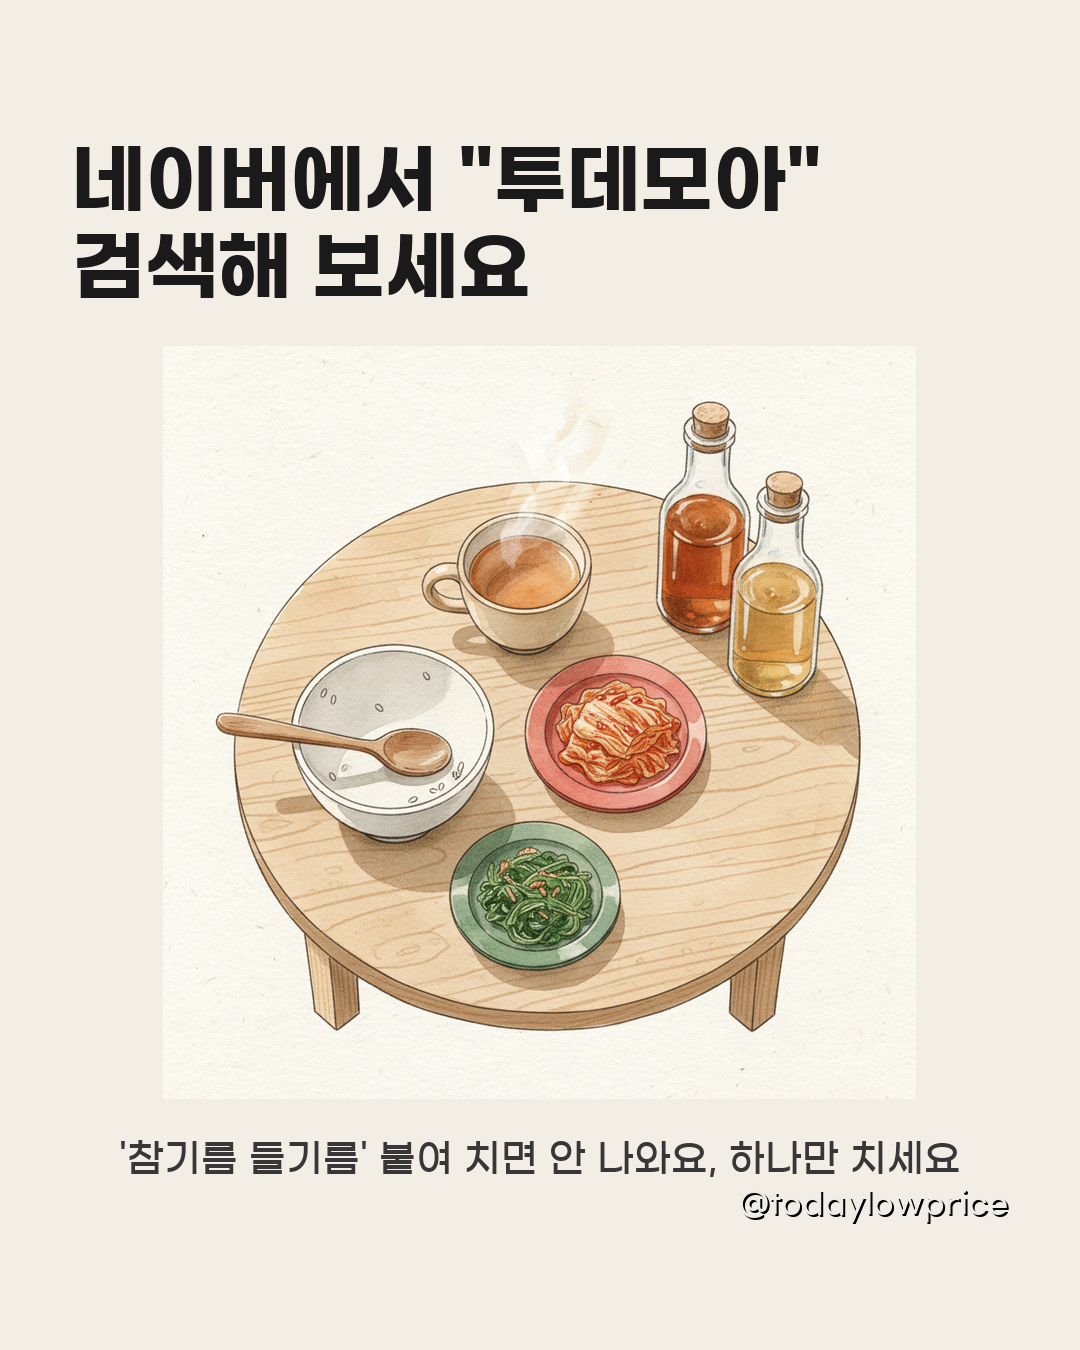 네이버에서 "투데모아"
검색해 보세요
'참기름 들기름' 붙여 치면 안 나와요, 하나만 치세요
@todaylowprice